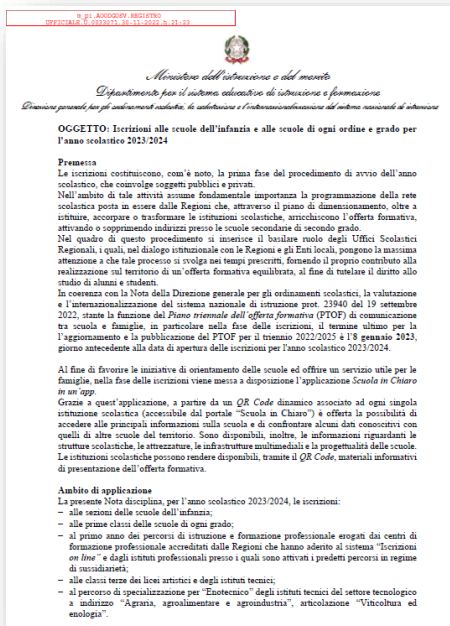 m_pi.AOODGOSV.REGISTRO
UFFICIALE.U.0033071.30-11-2022.h.21:23
Ministero dell'istruzione e del merito
Dipartimento per il sistema educativo di istruzione e formazione
Direzione generale per gli ordinamenti scolastici, la valutazione e l'internazionalizzazione del sistema nazionale di istruzione
OGGETTO: Iscrizioni alle scuole dell'infanzia e alle scuole di ogni ordine e grado per
l'anno scolastico 2023/2024
Premessa
Le iscrizioni costituiscono, com'è noto, la prima fase del procedimento di avvio dell'anno
scolastico, che coinvolge soggetti pubblici e privati.
Nell'ambito di tale attività assume fondamentale importanza la programmazione della rete
scolastica posta in essere dalle Regioni che, attraverso il piano di dimensionamento, oltre a
istituire, accorpare o trasformare le istituzioni scolastiche, arricchiscono l'offerta formativa,
attivando o sopprimendo indirizzi presso le scuole secondarie di secondo grado.
Nel quadro di questo procedimento si inserisce il basilare ruolo degli Uffici Scolastici
Regionali, i quali, nel dialogo istituzionale con le Regioni e gli Enti locali, pongono la massima
attenzione a che tale processo si svolga nei tempi prescritti, fornendo il proprio contributo alla
realizzazione sul territorio di un'offerta formativa equilibrata, al fine di tutelare il diritto allo
studio di alunni e studenti.
In coerenza con la Nota della Direzione generale per gli ordinamenti scolastici, la valutazione
e l'internazionalizzazione del sistema nazionale di istruzione prot. 23940 del 19 settembre
2022, stante la funzione del Piano triennale dell'offerta formativa (PTOF) di comunicazione
tra scuola e famiglie, in particolare nella fase delle iscrizioni, il termine ultimo per
l'aggiornamento e la pubblicazione del PTOF per il triennio 2022/2025 è l'8 gennaio 2023,
giorno antecedente alla data di apertura delle iscrizioni per l'anno scolastico 2023/2024.
Al fine di favorire le iniziative di orientamento delle scuole ed offrire un servizio utile per le
famiglie, nella fase delle iscrizioni viene messa a disposizione l'applicazione Scuola in Chiaro
in un'app.
Grazie a quest'applicazione, a partire da un QR Code dinamico associato ad ogni singola
istituzione scolastica (accessibile dal portale "Scuola in Chiaro") è offerta la possibilità di
accedere alle principali informazioni sulla scuola e di confrontare alcuni dati conoscitivi con
quelli di altre scuole del territorio. Sono disponibili, inoltre, le informazioni riguardanti le
strutture scolastiche, le attrezzature, le infrastrutture multimediali e la progettualità delle scuole.
Le istituzioni scolastiche possono rendere disponibili, tramite il QR Code, materiali informativi
di presentazione dell'offerta formativa.
Ambito di applicazione
La presente Nota disciplina, per l'anno scolastico 2023/2024, le iscrizioni:
– alle sezioni delle scuole dell'infanzia;
– alle prime classi delle scuole di ogni grado;
– al primo anno dei percorsi di istruzione e formazione professionale erogati dai centri di
formazione professionale accreditati dalle Regioni che hanno aderito al sistema "Iscrizioni
on line" e dagli istituti professionali presso i quali sono attivati i predetti percorsi in regime
di sussidiarietà;
– alle classi terze dei licei artistici e degli istituti tecnici;
– al percorso di specializzazione per "Enotecnico" degli istituti tecnici del settore tecnologico
a indirizzo "Agraria, agroalimentare e agroindustria", articolazione "Viticoltura ed
enologia".